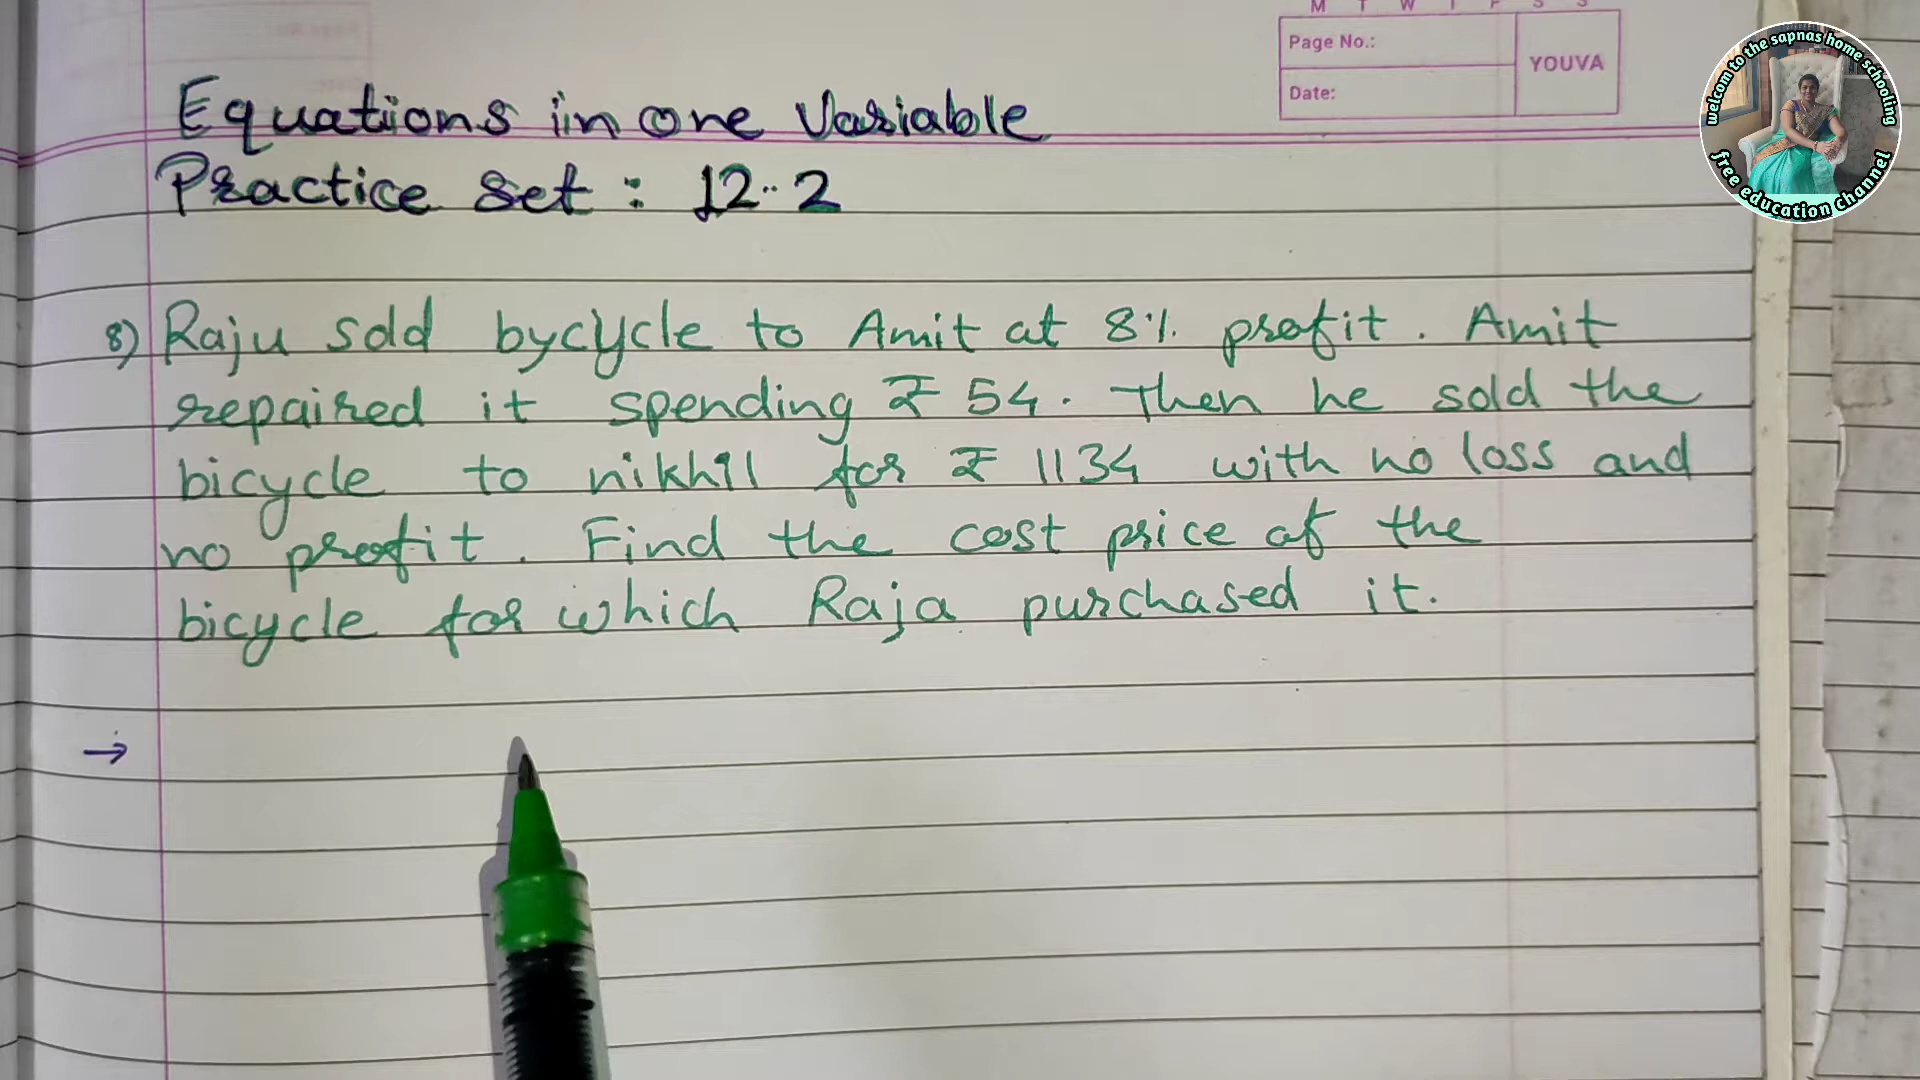 M T W T F S S
Page No.:
YOUVA
Date:
welcom to the sapnas home schooling
free education channel
Equations in one Variable
Practice set : 12.2
8) Raju sold bycycle to Amit at 8% profit. Amit
repaired it spending ₹ 54. Then he sold the
bicycle to nikhil for ₹ 1134 with no loss and
no profit. Find the cost price of the
bicycle for which Raja purchased it.
→